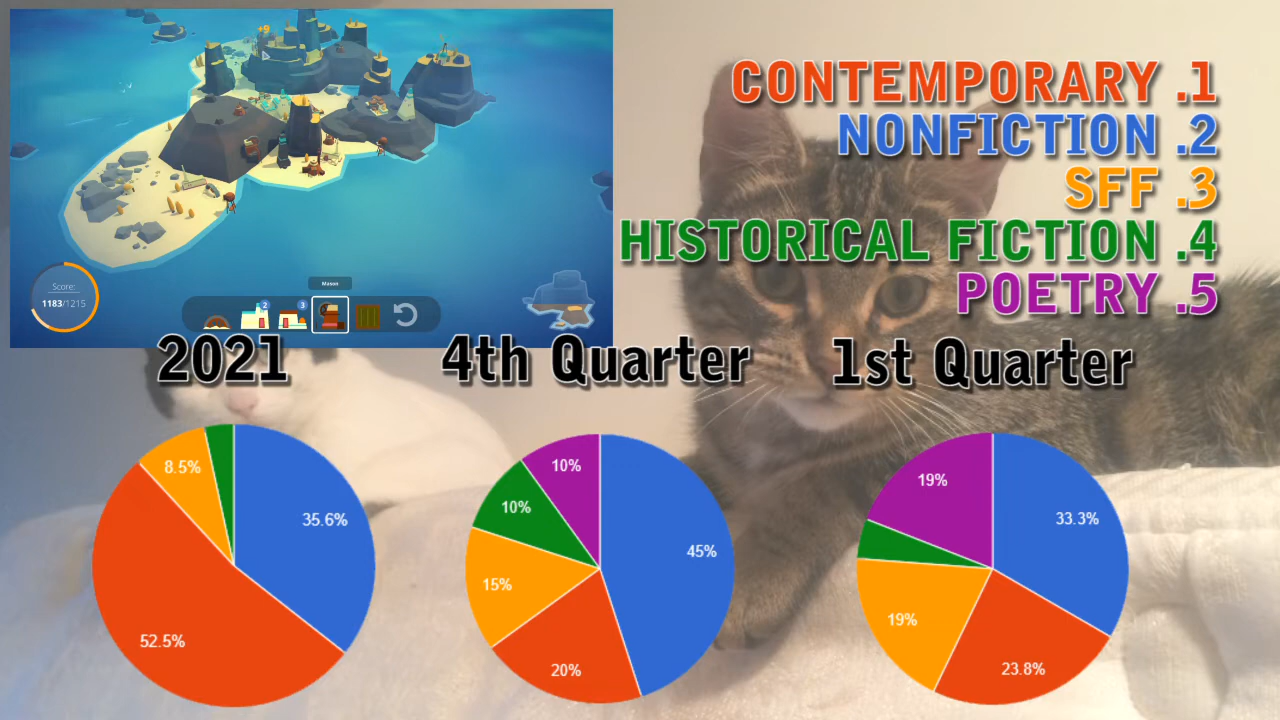 CONTEMPORARY .1
NONFICTION .2
SFF .3
HISTORICAL FICTION .4
POETRY .5
Score:
1183/1215
Mason
2
3
2021
4th Quarter
1st Quarter
8.5%
35.6%
52.5%
10%
10%
45%
15%
20%
19%
33.3%
19%
23.8%